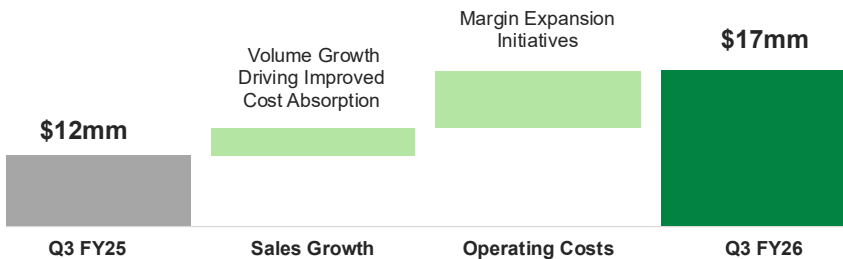 $12mm
Volume Growth
Driving Improved
Cost Absorption
Margin Expansion
Initiatives
$17mm
Q3 FY25
Sales Growth
Operating Costs
Q3 FY26